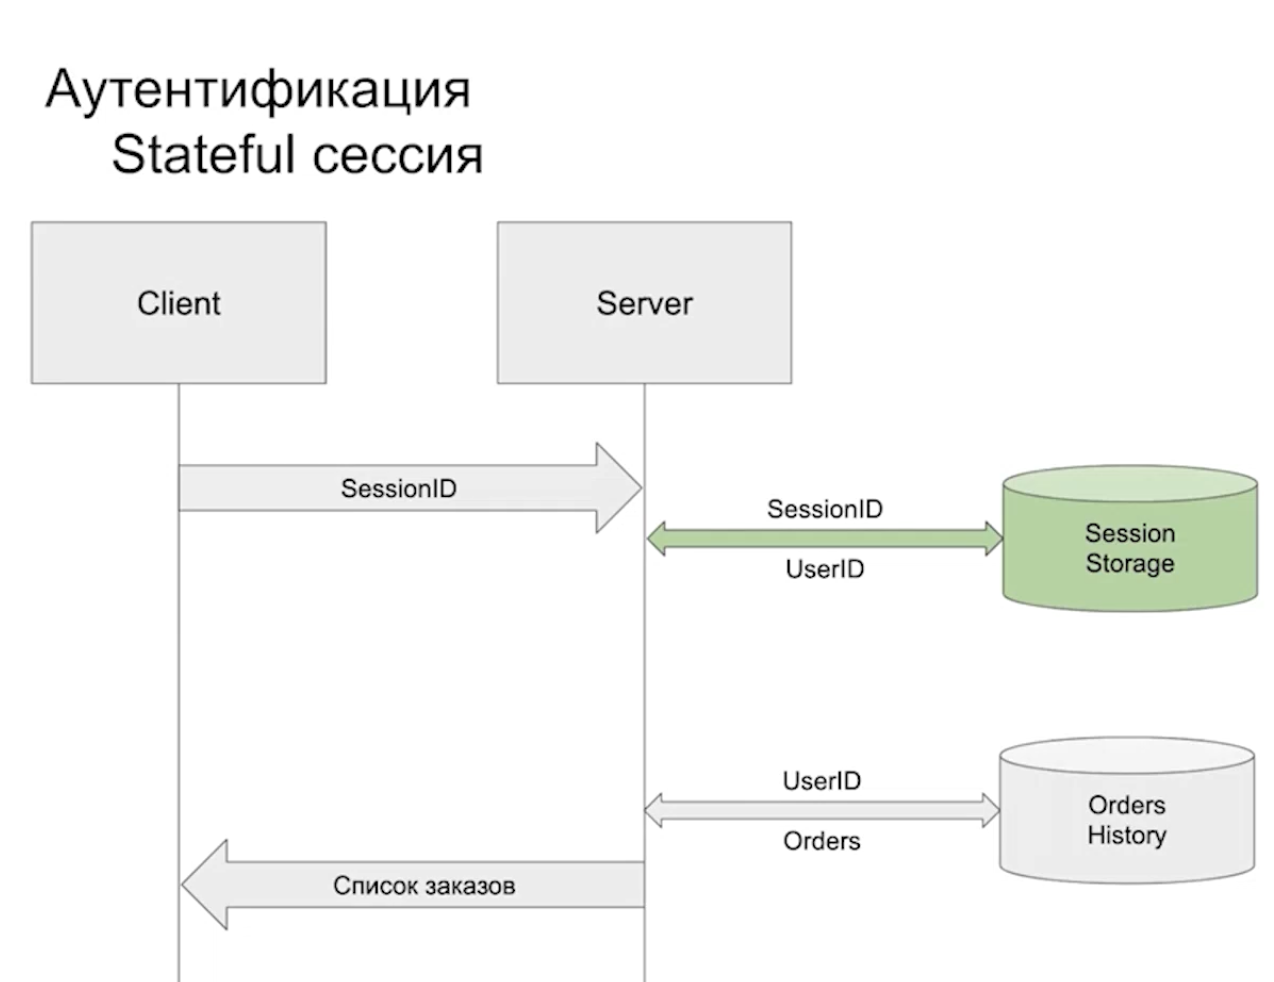 Аутентификация
Stateful сессия
Client
Server
SessionID
SessionID
UserID
Session
Storage
UserID
Orders
Orders
History
Список заказов